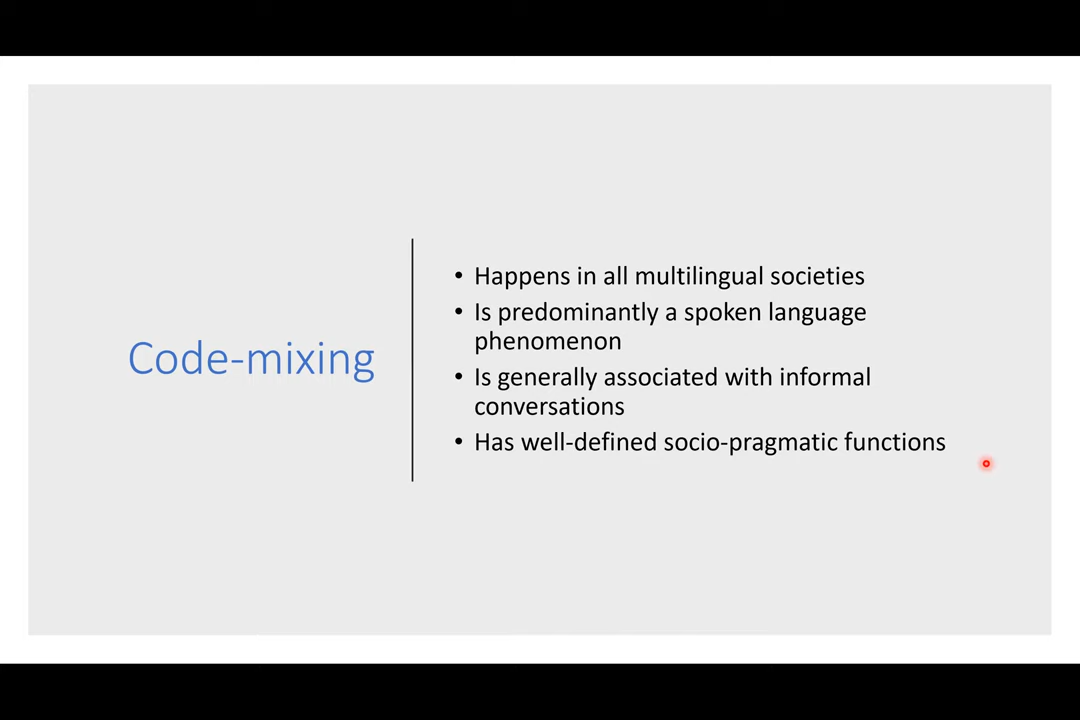 Code-mixing
• Happens in all multilingual societies
• Is predominantly a spoken language
phenomenon
• Is generally associated with informal
conversations
• Has well-defined socio-pragmatic functions